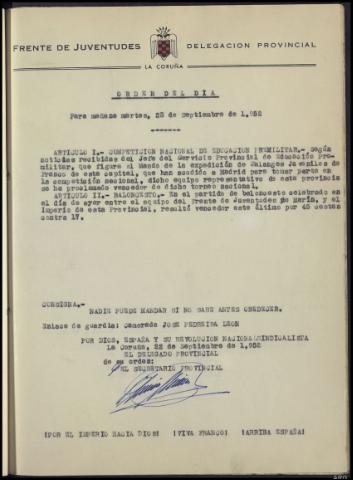 FRENTE DE JUVENTUDES DELEGACION PROVINCIAL
LA CORUÑA
ORDEN DEL DIA
Para mañana martes, 23 de septiembre de 1,952
ARTICULO I.- COMPETICION NACIONAL DE EDUCACION PREMILITAR.- Según
noticias recibidas del Jefe del Servicio Provincial de Educación Pre-
militar, que figura al Mando de la expedición de Falanges Juveniles de
Franco de esta capital, que han acudido a Madrid para tomar parte en
la competición nacional, dicho equipo representativo de esta provincia
se ha proclamado vencedor de dicho torneo nacional.
ARTICULO II.- BALONCESTO.- En el partido de baloncesto celebrado en
el día de ayer entre el equipo del Frente de Juventudes de Marín, y el
Imperio de esta Provincial, resultó vencedor este último por 45 cestas
contra 17.
CONSIGNA.-
NADIE PUEDE MANDAR SI NO SABE ANTES OBEDECER.
Enlace de guardia: Camarada JOSE PEDREIRA LEON
POR DIOS, ESPAÑA Y SU REVOLUCION NACIONALSINDICALISTA
La Coruña, 22 de Septiembre de 1,952
EL DELEGADO PROVINCIAL
de su orden:
EL SECRETARIO PROVINCIAL
¡POR EL IMPERIO HACIA DIOS! ¡VIVA FRANCO! ¡ARRIBA ESPAÑA!